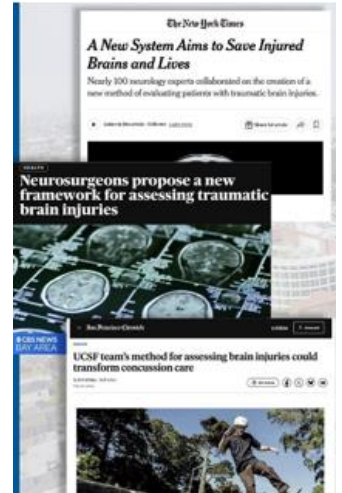 The New York Times
A New System Aims to Save Injured
Brains and Lives
Nearly 100 neurology experts collaborated on the creation of a
new method of evaluating patients with traumatic brain injuries.
HEALTH
Neurosurgeons propose a new
framework for assessing traumatic
brain injuries
CBS NEWS
BAY AREA
San Francisco Chronicle
UCSF team's method for assessing brain injuries could
transform concussion care